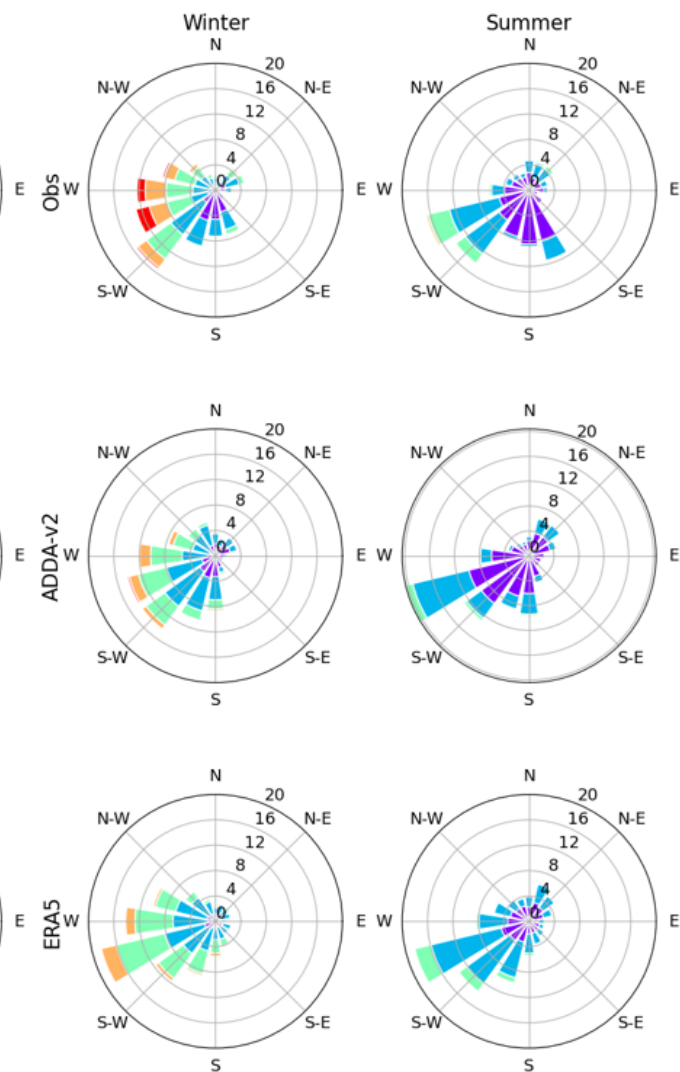 Winter
Summer
N
N
20
20
N-W
16
N-E
N-W
16
N-E
12
12
8
8
4
4
0
0
E
Obs
W
E
W
E
S-W
S-E
S-W
S-E
S
S
N
N
20
20
N-W
16
N-E
N-W
16
N-E
12
12
8
8
4
4
0
0
E
ADDA-v2
W
E
W
E
S-W
S-E
S-W
S-E
S
S
N
N
20
20
N-W
16
N-E
N-W
16
N-E
12
12
8
8
4
4
0
0
E
ERA5
W
E
W
E
S-W
S-E
S-W
S-E
S
S